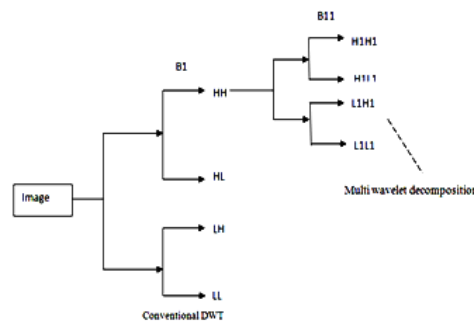 B11
H1H1
B1
HH
H1L1
L1H1
L1L1
HL
Multi wavelet decomposition
Image
LH
LL
Conventional DWT